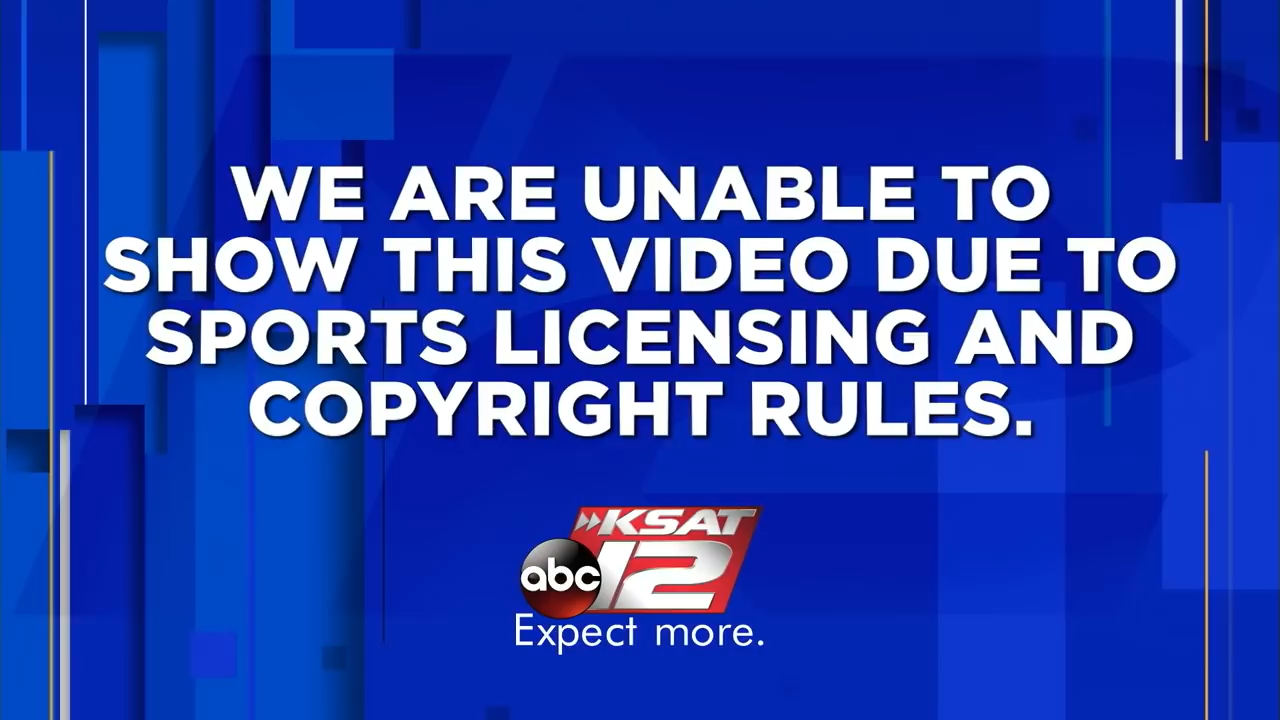 WE ARE UNABLE TO
SHOW THIS VIDEO DUE TO
SPORTS LICENSING AND
COPYRIGHT RULES.
KSAT
abc 12
Expect more.